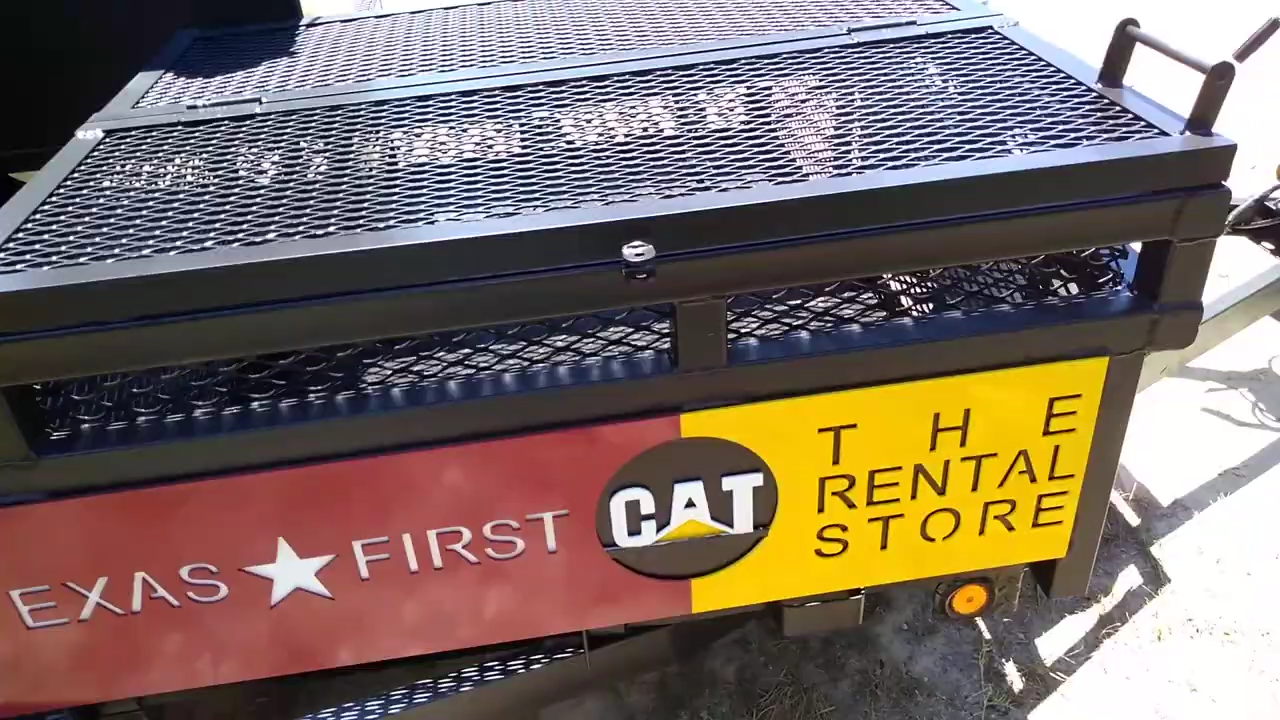 EXAS ★ FIRST
CAT
THE
RENTAL
STORE